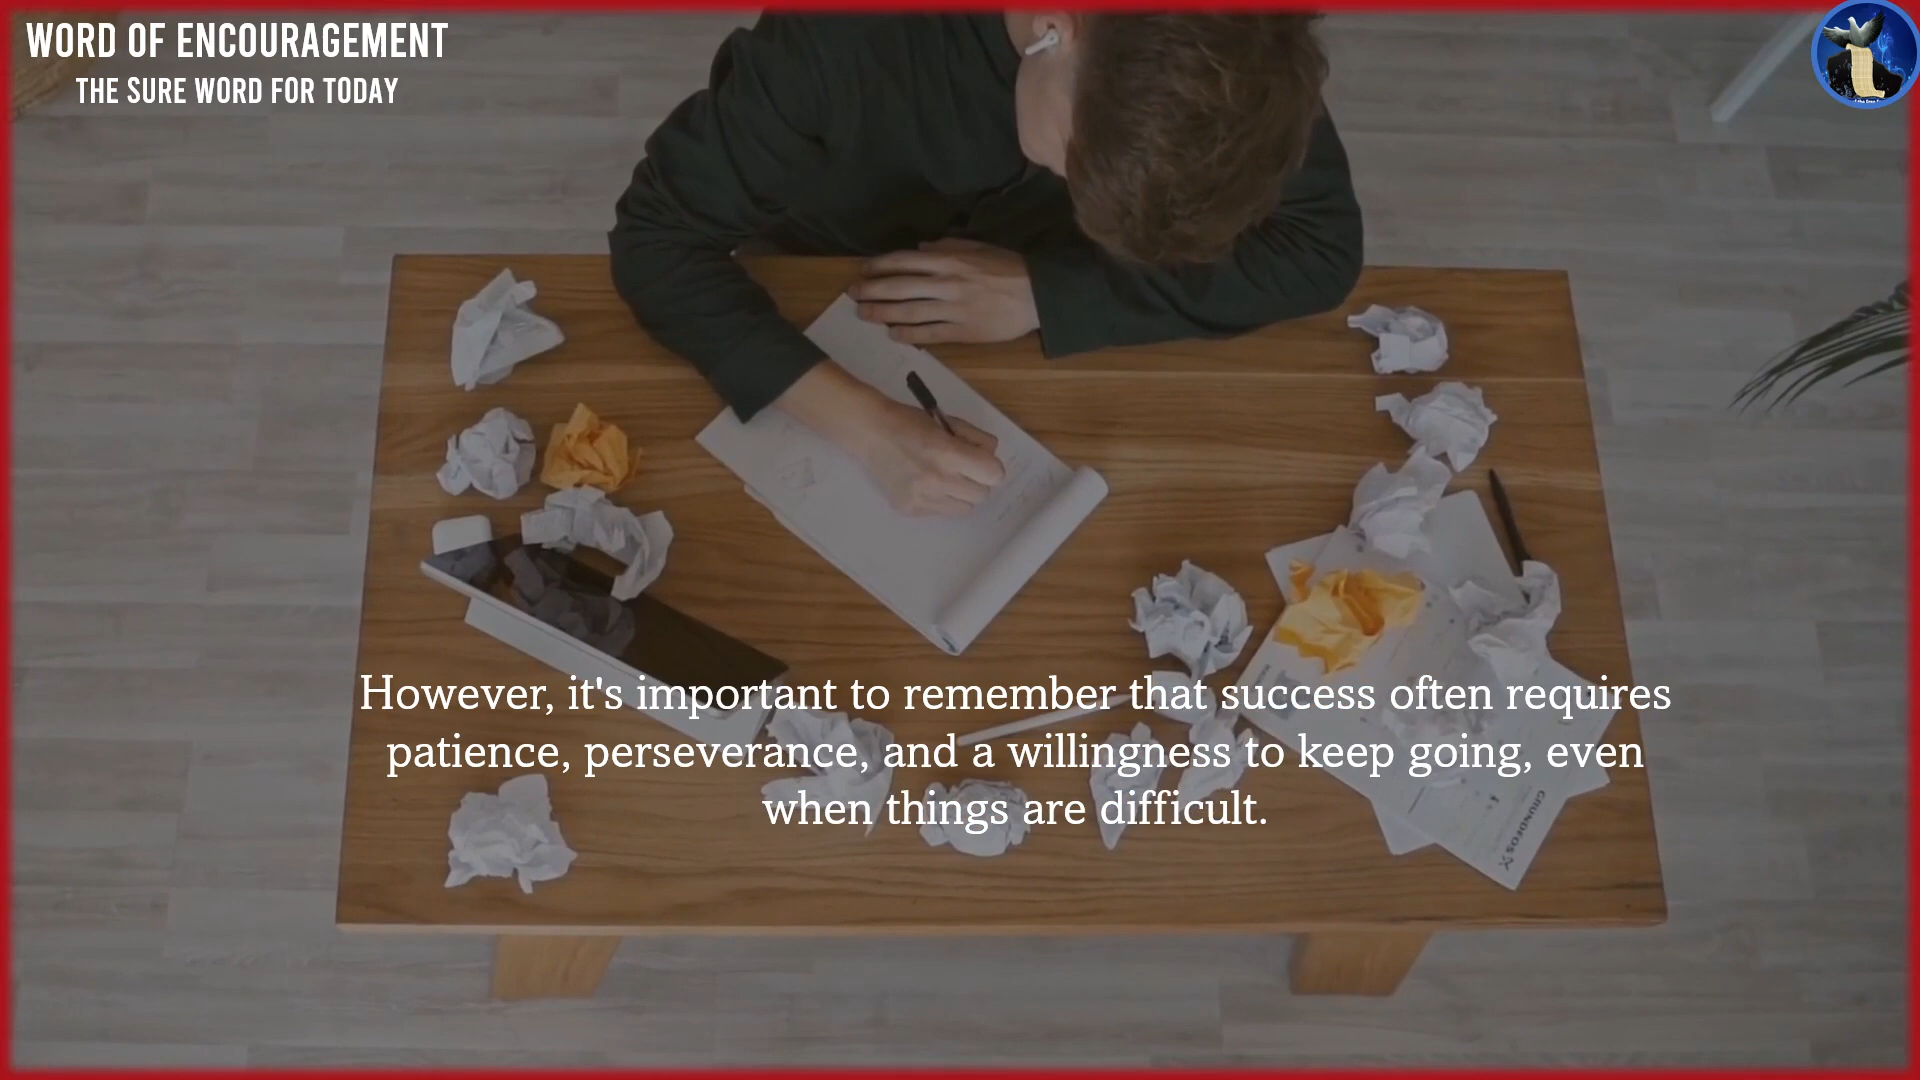 WORD OF ENCOURAGEMENT
THE SURE WORD FOR TODAY
However, it's important to remember that success often requires
patience, perseverance, and a willingness to keep going, even
when things are difficult.
GRUNDFOS